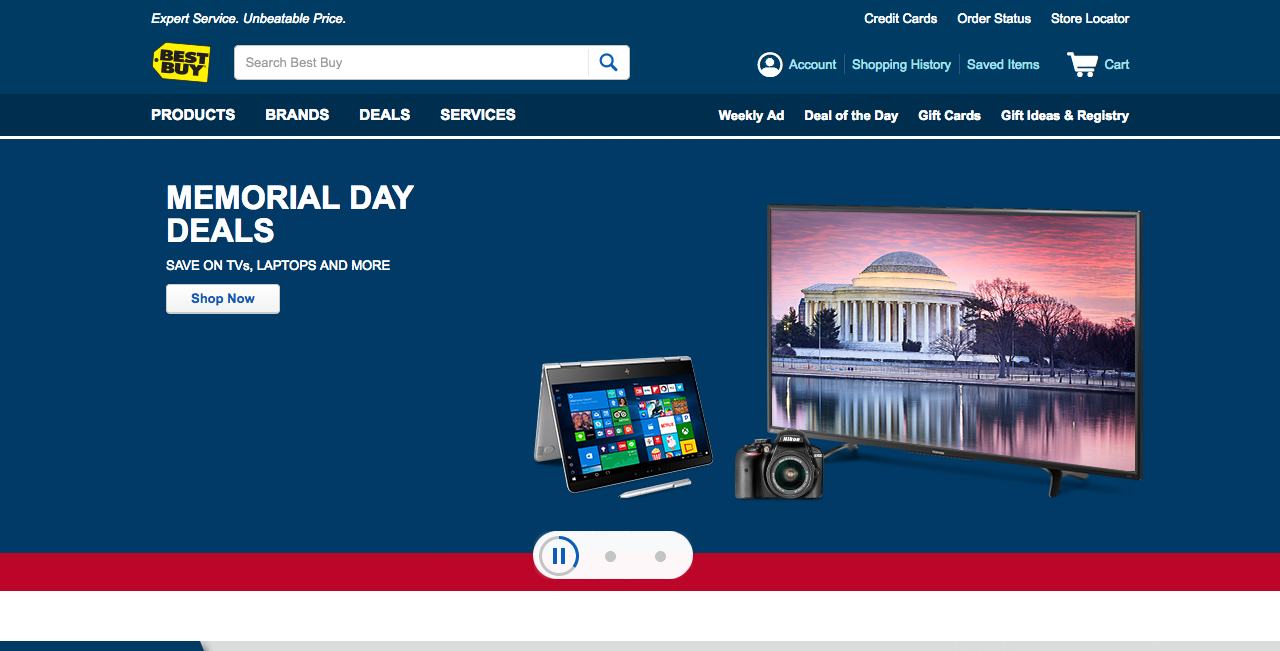 Expert Service. Unbeatable Price.
Credit Cards Order Status Store Locator
BEST BUY
Search Best Buy
Account Shopping History Saved Items Cart
PRODUCTS BRANDS DEALS SERVICES
Weekly Ad Deal of the Day Gift Cards Gift Ideas & Registry
MEMORIAL DAY
DEALS
SAVE ON TVs, LAPTOPS AND MORE
Shop Now
NETFLIX
Nikon